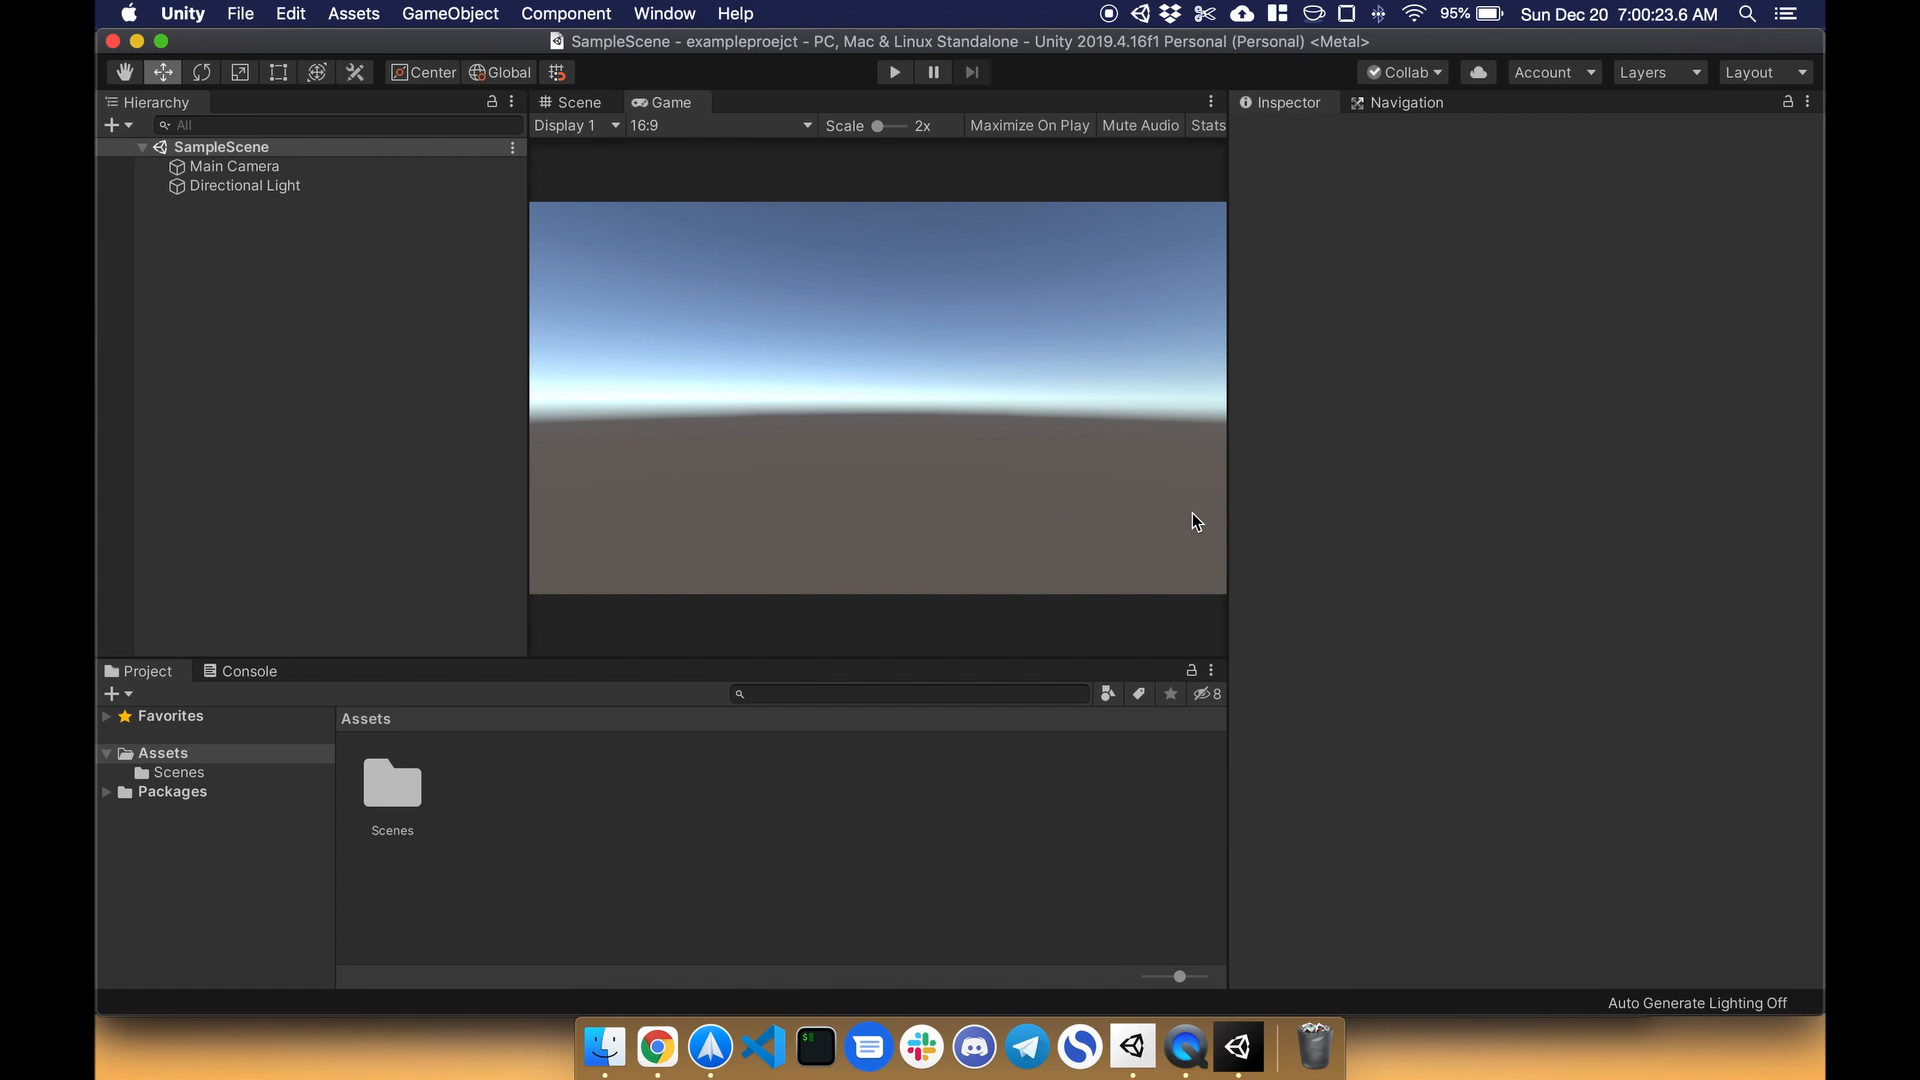 Unity File Edit Assets GameObject Component Window Help 95% Sun Dec 20 7:00:23.6 AM
SampleScene - exampleproejct - PC, Mac & Linux Standalone - Unity 2019.4.16f1 Personal (Personal) <Metal>
Center Global Collab Account Layers Layout
Hierarchy Scene Game Inspector Navigation
All Display 1 16:9 Scale 2x Maximize On Play Mute Audio Stats
SampleScene
Main Camera
Directional Light
Project Console
8
Favorites Assets
Assets
Scenes
Packages
Scenes
Auto Generate Lighting Off
$